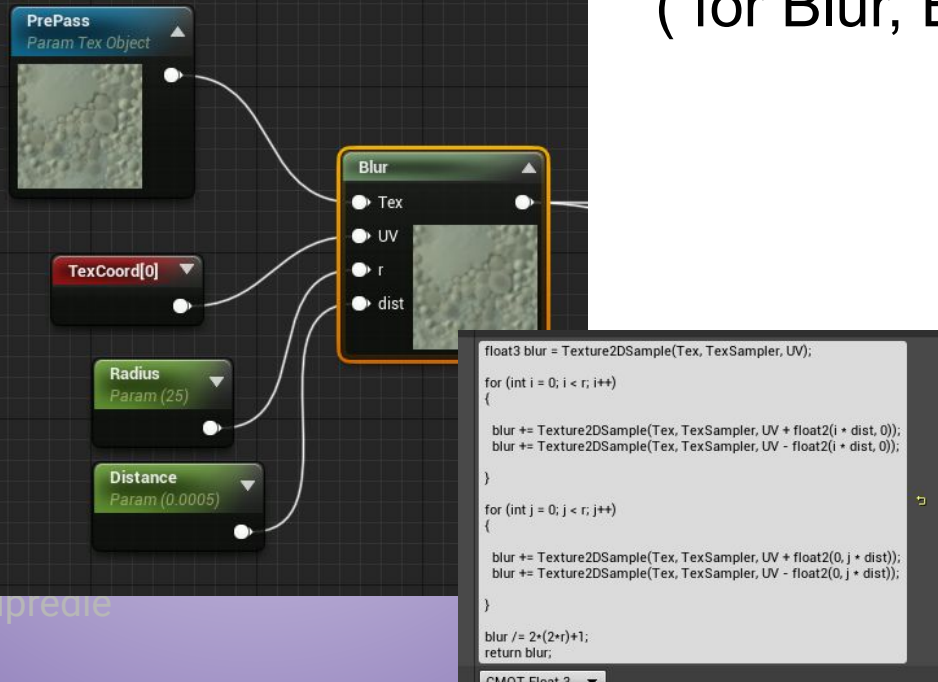 ( for Blur, E
PrePass
Param Tex Object
Blur
Tex
UV
r
dist
TexCoord[0]
Radius
Param (25)
Distance
Param (0.0005)
float3 blur = Texture2DSample(Tex, TexSampler, UV);
for (int i = 0; i < r; i++)
{
blur += Texture2DSample(Tex, TexSampler, UV + float2(i * dist, 0));
blur += Texture2DSample(Tex, TexSampler, UV - float2(i * dist, 0));
}
for (int j = 0; j < r; j++)
{
blur += Texture2DSample(Tex, TexSampler, UV + float2(0, j * dist));
blur += Texture2DSample(Tex, TexSampler, UV - float2(0, j * dist));
}
blur /= 2*(2*r)+1;
return blur;
CMOT Float 3